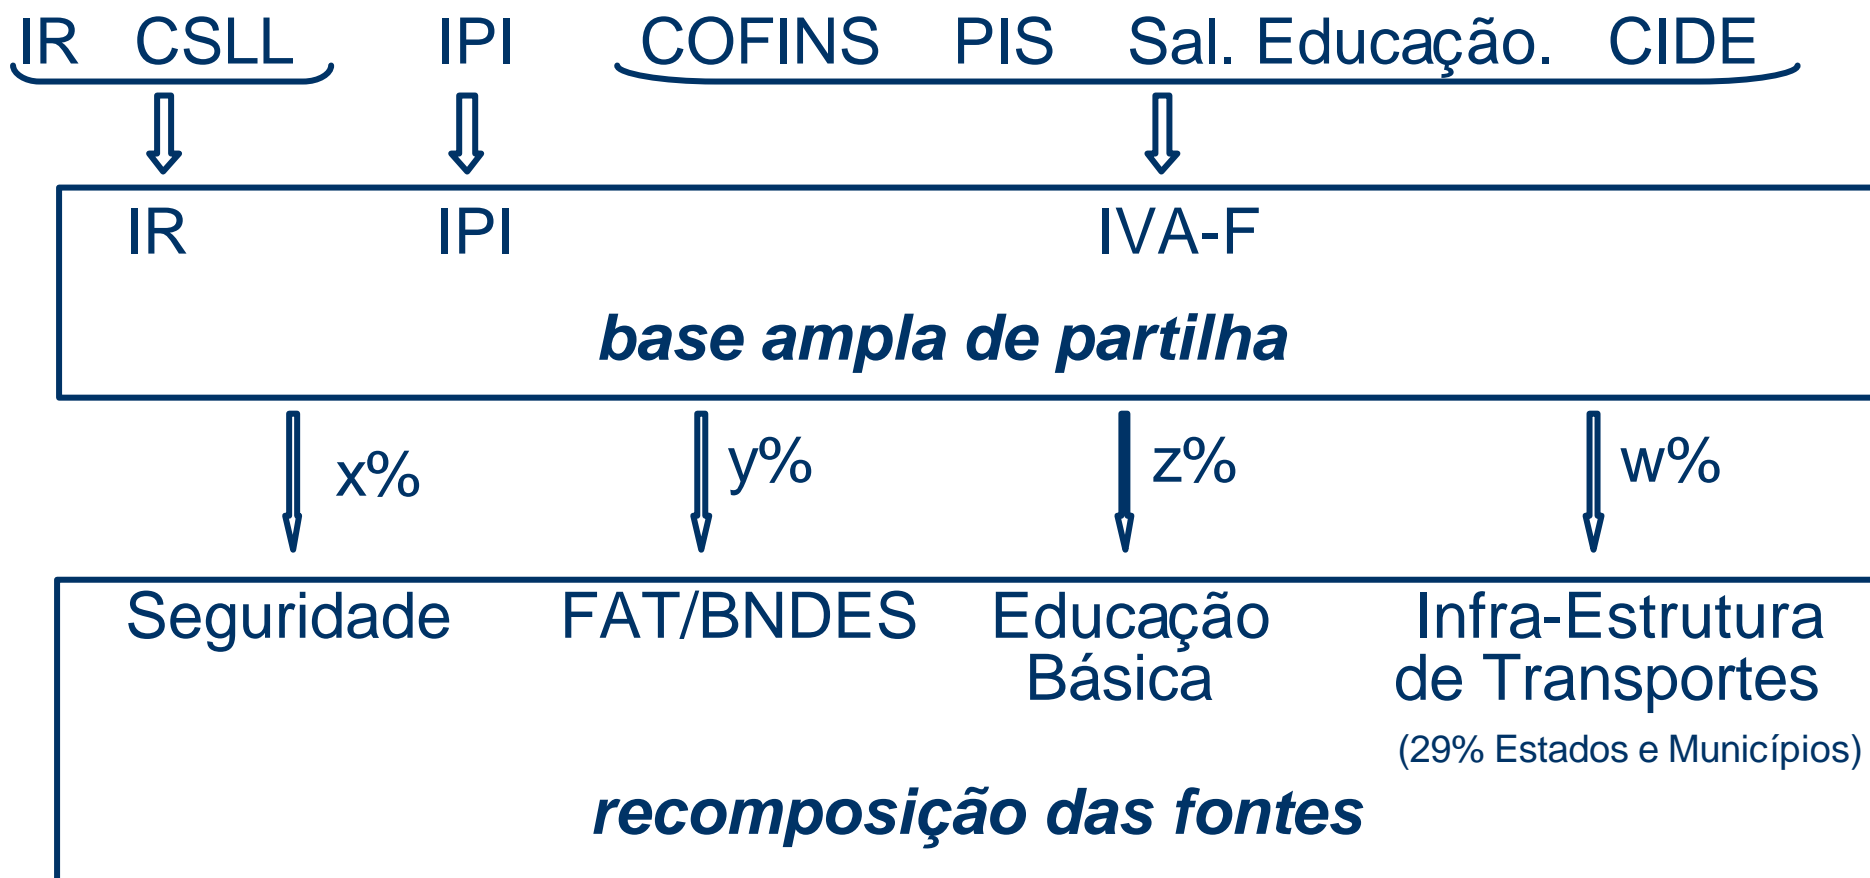 IR CSLL IPI COFINS PIS Sal. Educação. CIDE
IR IPI IVA-F
base ampla de partilha
x% y% z% w%
Seguridade FAT/BNDES Educação Infra-Estrutura
Básica de Transportes
(29% Estados e Municípios)
recomposição das fontes